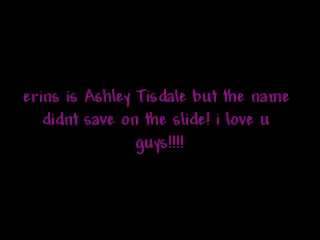 erins is Ashley Tisdale but the name
didnt save on the slide! i love u
guys!!!!